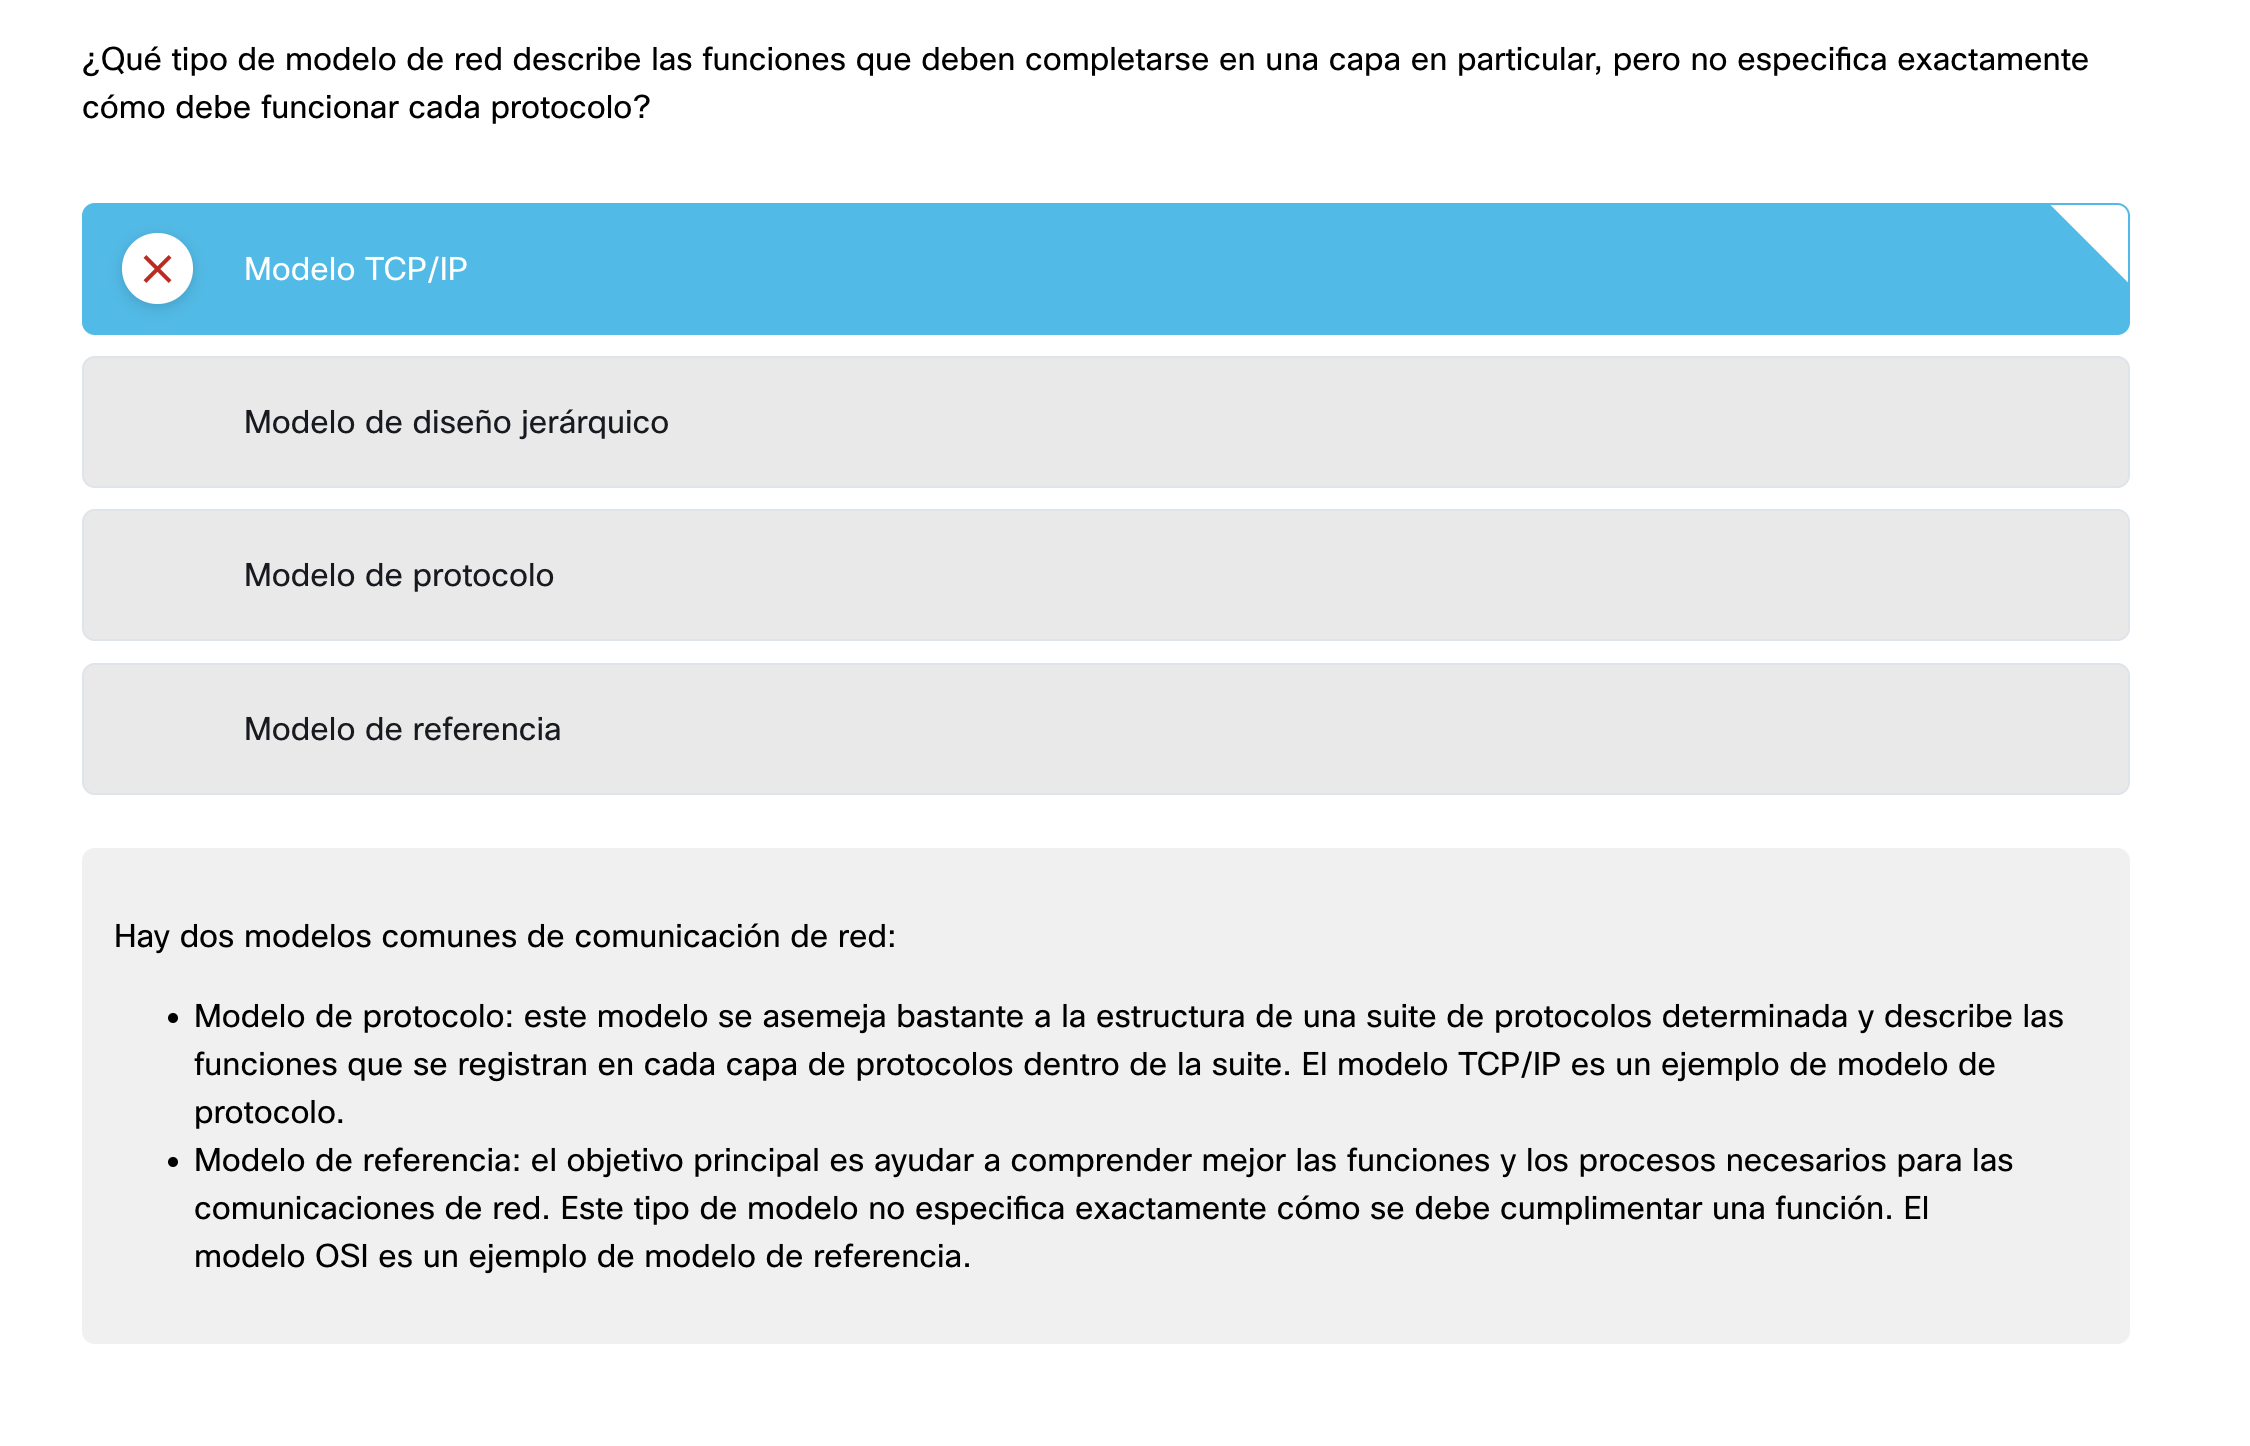 ¿Qué tipo de modelo de red describe las funciones que deben completarse en una capa en particular, pero no especifica exactamente
cómo debe funcionar cada protocolo?
Modelo TCP/IP
Modelo de diseño jerárquico
Modelo de protocolo
Modelo de referencia
Hay dos modelos comunes de comunicación de red:
• Modelo de protocolo: este modelo se asemeja bastante a la estructura de una suite de protocolos determinada y describe las
funciones que se registran en cada capa de protocolos dentro de la suite. El modelo TCP/IP es un ejemplo de modelo de
protocolo.
• Modelo de referencia: el objetivo principal es ayudar a comprender mejor las funciones y los procesos necesarios para las
comunicaciones de red. Este tipo de modelo no especifica exactamente cómo se debe cumplimentar una función. El
modelo OSI es un ejemplo de modelo de referencia.